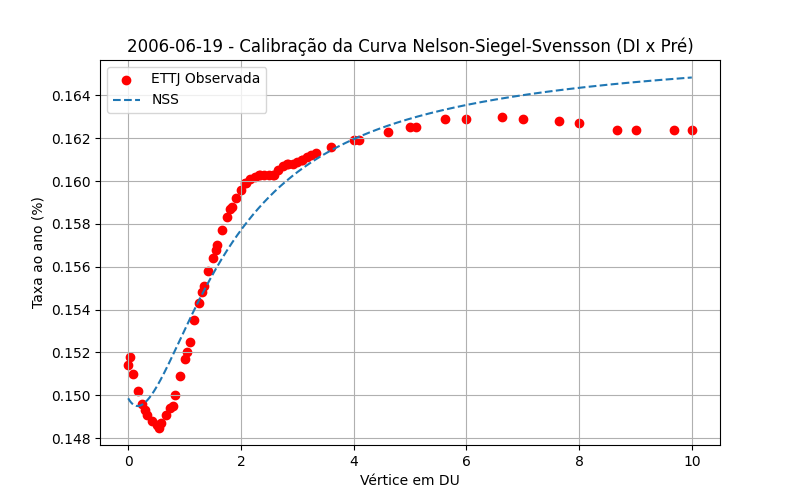 2006-06-19 - Calibração da Curva Nelson-Siegel-Svensson (DI x Pré)
ETTJ Observada
NSS
Taxa ao ano (%)
0.164
0.162
0.160
0.158
0.156
0.154
0.152
0.150
0.148
0 2 4 6 8 10
Vértice em DU